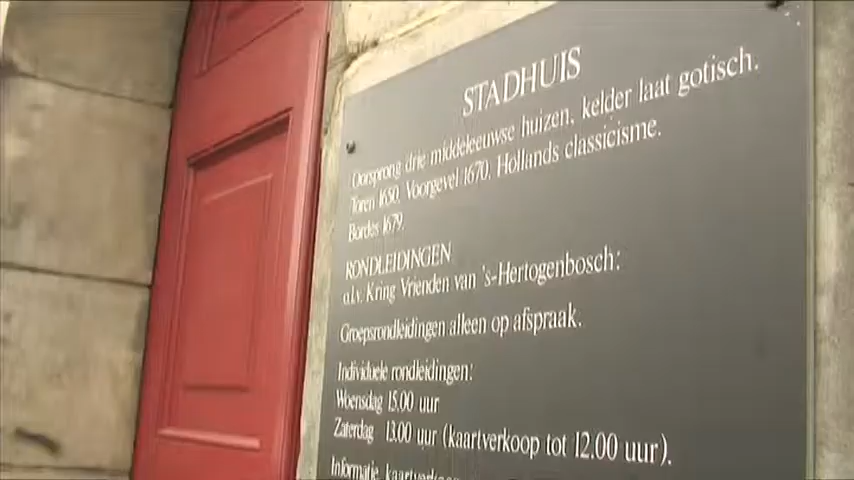 STADHUIS
Oorsprong drie middeleeuwse huizen, kelder laat gotisch.
Toren 1650, Voorgevel 1670, Hollands classicisme.
Bordes 1679.
RONDLEIDINGEN
o.l.v. Kring Vrienden van 's-Hertogenbosch:
Groepsrondleidingen alleen op afspraak.
Individuele rondleidingen:
Woensdag 15.00 uur
Zaterdag 13.00 uur (kaartverkoop tot 12.00 uur).
Informatie